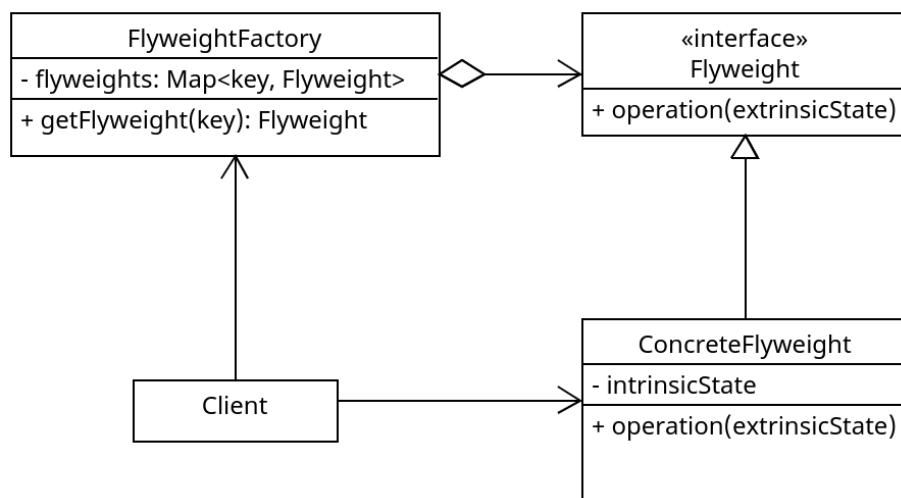 FlyweightFactory
- flyweights: Map<key, Flyweight>
+ getFlyweight(key): Flyweight
«interface»
Flyweight
+ operation(extrinsicState)
Client
ConcreteFlyweight
- intrinsicState
+ operation(extrinsicState)